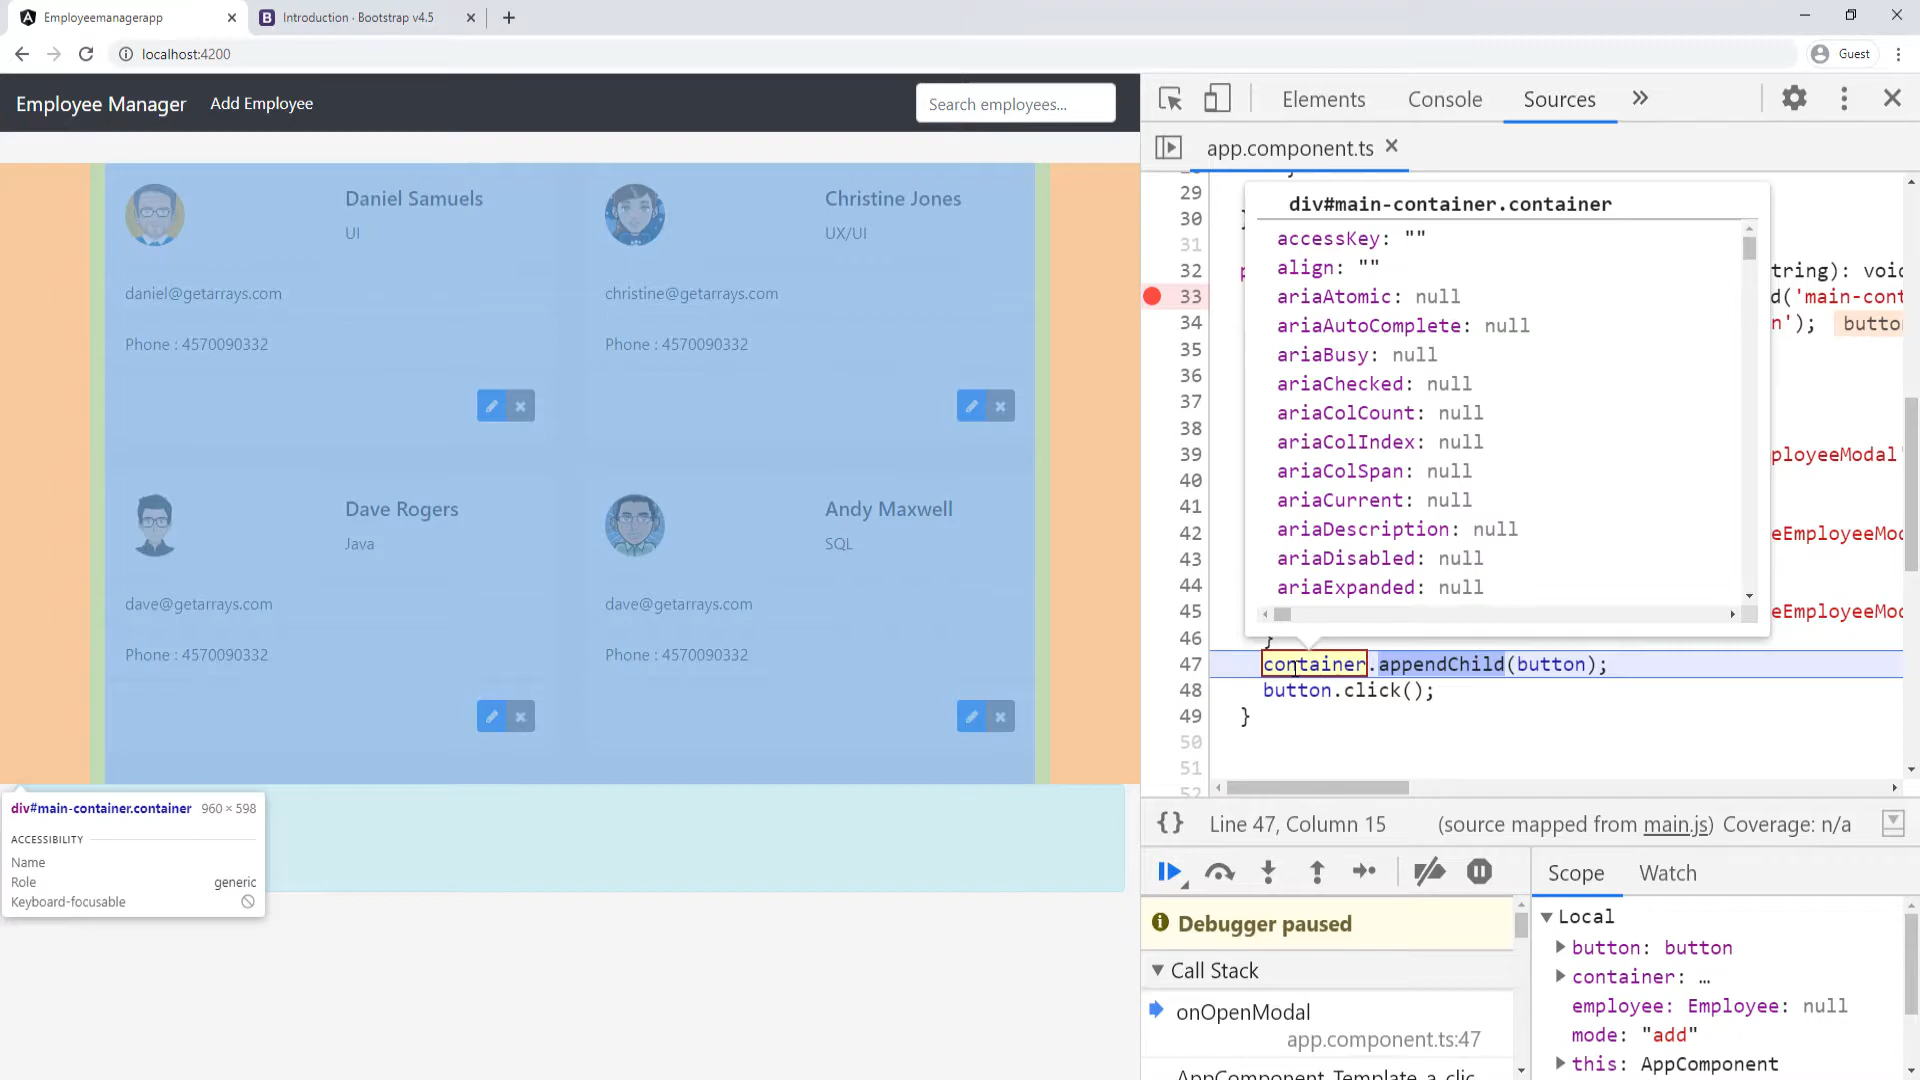 Employeemanagerapp
Introduction · Bootstrap v4.5
localhost:4200
Guest
Employee Manager
Add Employee
Search employees...
Daniel Samuels
UI
daniel@getarrays.com
Phone : 4570090332
Christine Jones
UX/UI
christine@getarrays.com
Phone : 4570090332
Dave Rogers
Java
dave@getarrays.com
Phone : 4570090332
Andy Maxwell
SQL
dave@getarrays.com
Phone : 4570090332
div#main-container.container 960 × 598
ACCESSIBILITY
Name
Role generic
Keyboard-focusable
Elements
Console
Sources
app.component.ts
div#main-container.container
accessKey: ""
align: ""
ariaAtomic: null
ariaAutoComplete: null
ariaBusy: null
ariaChecked: null
ariaColCount: null
ariaColIndex: null
ariaColSpan: null
ariaCurrent: null
ariaDescription: null
ariaDisabled: null
ariaExpanded: null
29
30
31
32 tring): voi
33 d('main-cont
34 n'); butto
35
36
37
38
39 ployeeModal'
40
41
42 eEmployeeMo
43
44
45 eEmployeeMo
46 }
47 container.appendChild(button);
48 button.click();
49 }
50
51
52
{} Line 47, Column 15 (source mapped from main.js) Coverage: n/a
Debugger paused
Call Stack
onOpenModal
app.component.ts:47
AppComponent_Template_a_clic
Scope
Watch
Local
button: button
container: …
employee: Employee: null
mode: "add"
this: AppComponent